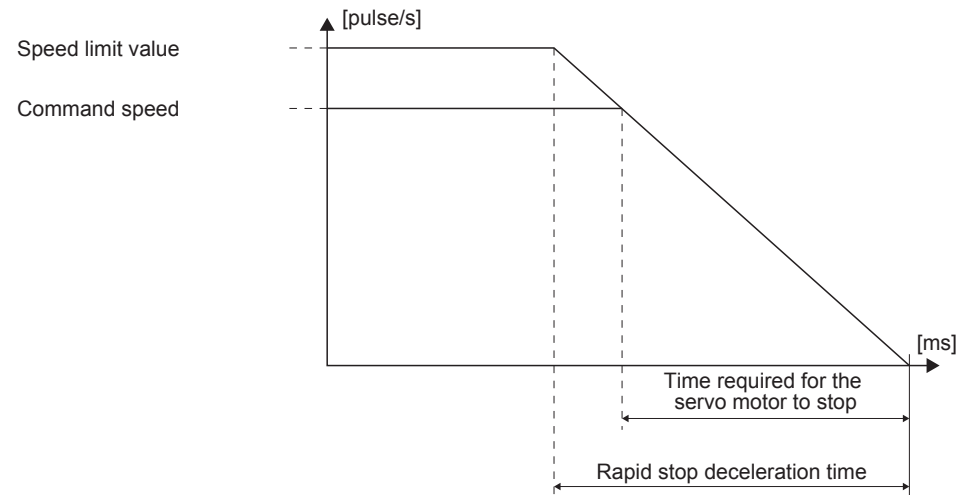 [pulse/s]
Speed limit value
Command speed
[ms]
Time required for the
servo motor to stop
Rapid stop deceleration time